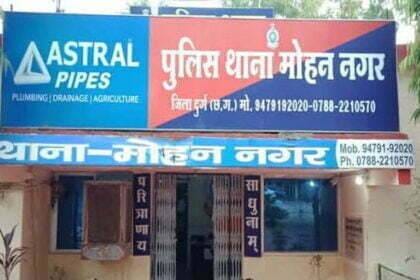 ASTRAL
PIPES
PLUMBING | DRAINAGE | AGRICULTURE
पुलिस थाना मोहन नगर
जिला दुर्ग (छ.ग.) मो. 9479192020-0788-2210570
थाना-मोहन नगर
Mob. 94791-92020
Ph. 0788-2210570
परित्राणाय
साधुनाम्